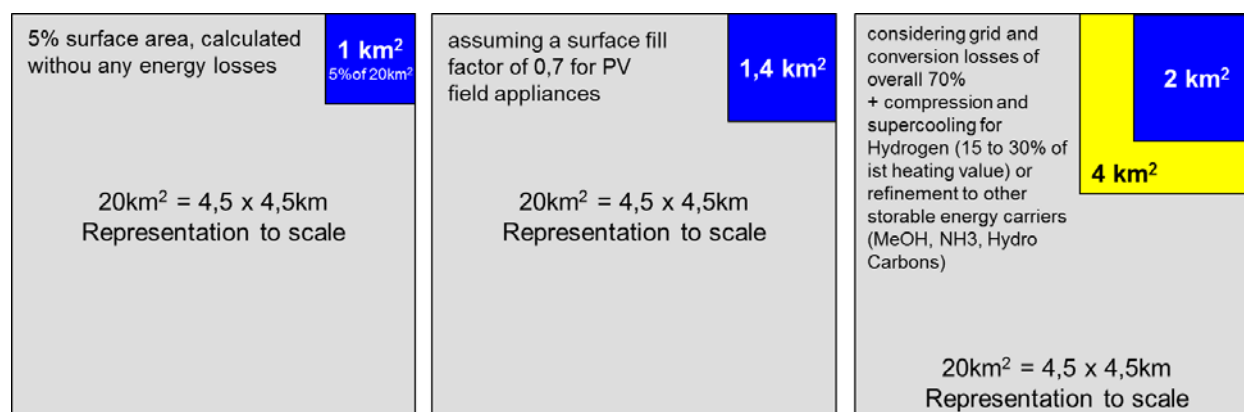 5% surface area, calculated
withou any energy losses
1 km²
5%of 20km²
20km² = 4,5 x 4,5km
Representation to scale
assuming a surface fill
factor of 0,7 for PV
field appliances
1,4 km²
20km² = 4,5 x 4,5km
Representation to scale
considering grid and
conversion losses of
overall 70%
+ compression and
supercooling for
Hydrogen (15 to 30% of
ist heating value) or
refinement to other
storable energy carriers
(MeOH, NH3, Hydro
Carbons)
2 km²
4 km²
20km² = 4,5 x 4,5km
Representation to scale